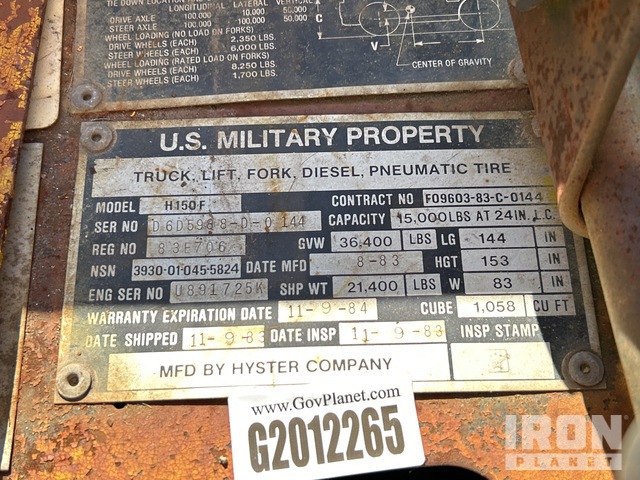 LONGITUDINAL LATERAL VERTICAL
DRIVE AXLE 100,000 10,000 50,000
STEER AXLE 100,000 100,000 50,000
WHEEL LOADING (NO LOAD ON FORKS)
DRIVE WHEELS (EACH) 2,350 LBS.
STEER WHEELS (EACH) 6,000 LBS.
WHEEL LOADING (RATED LOAD ON FORKS)
DRIVE WHEELS (EACH) 8,250 LBS.
STEER WHEELS (EACH) 1,700 LBS.
C
V
CENTER OF GRAVITY
U.S. MILITARY PROPERTY
TRUCK, LIFT, FORK, DIESEL, PNEUMATIC TIRE
MODEL H150F CONTRACT NO F09603-83-C-0144
SER NO CAPACITY 15,000LBS AT 24IN. L.C.
REG NO 83E706 GVW 36,400 LBS LG 144 IN
NSN 3930-01-045-5824 DATE MFD 8-83 HGT 153 IN
ENG SER NO U891725K SHP WT 21,400 LBS W 83 IN
WARRANTY EXPIRATION DATE 11-9-84 CUBE 1,058 CU FT
DATE SHIPPED 11-9-83 DATE INSP 11-9-83 INSP STAMP
MFD BY HYSTER COMPANY
www.GovPlanet.com
G2012265
IRON
PLANET